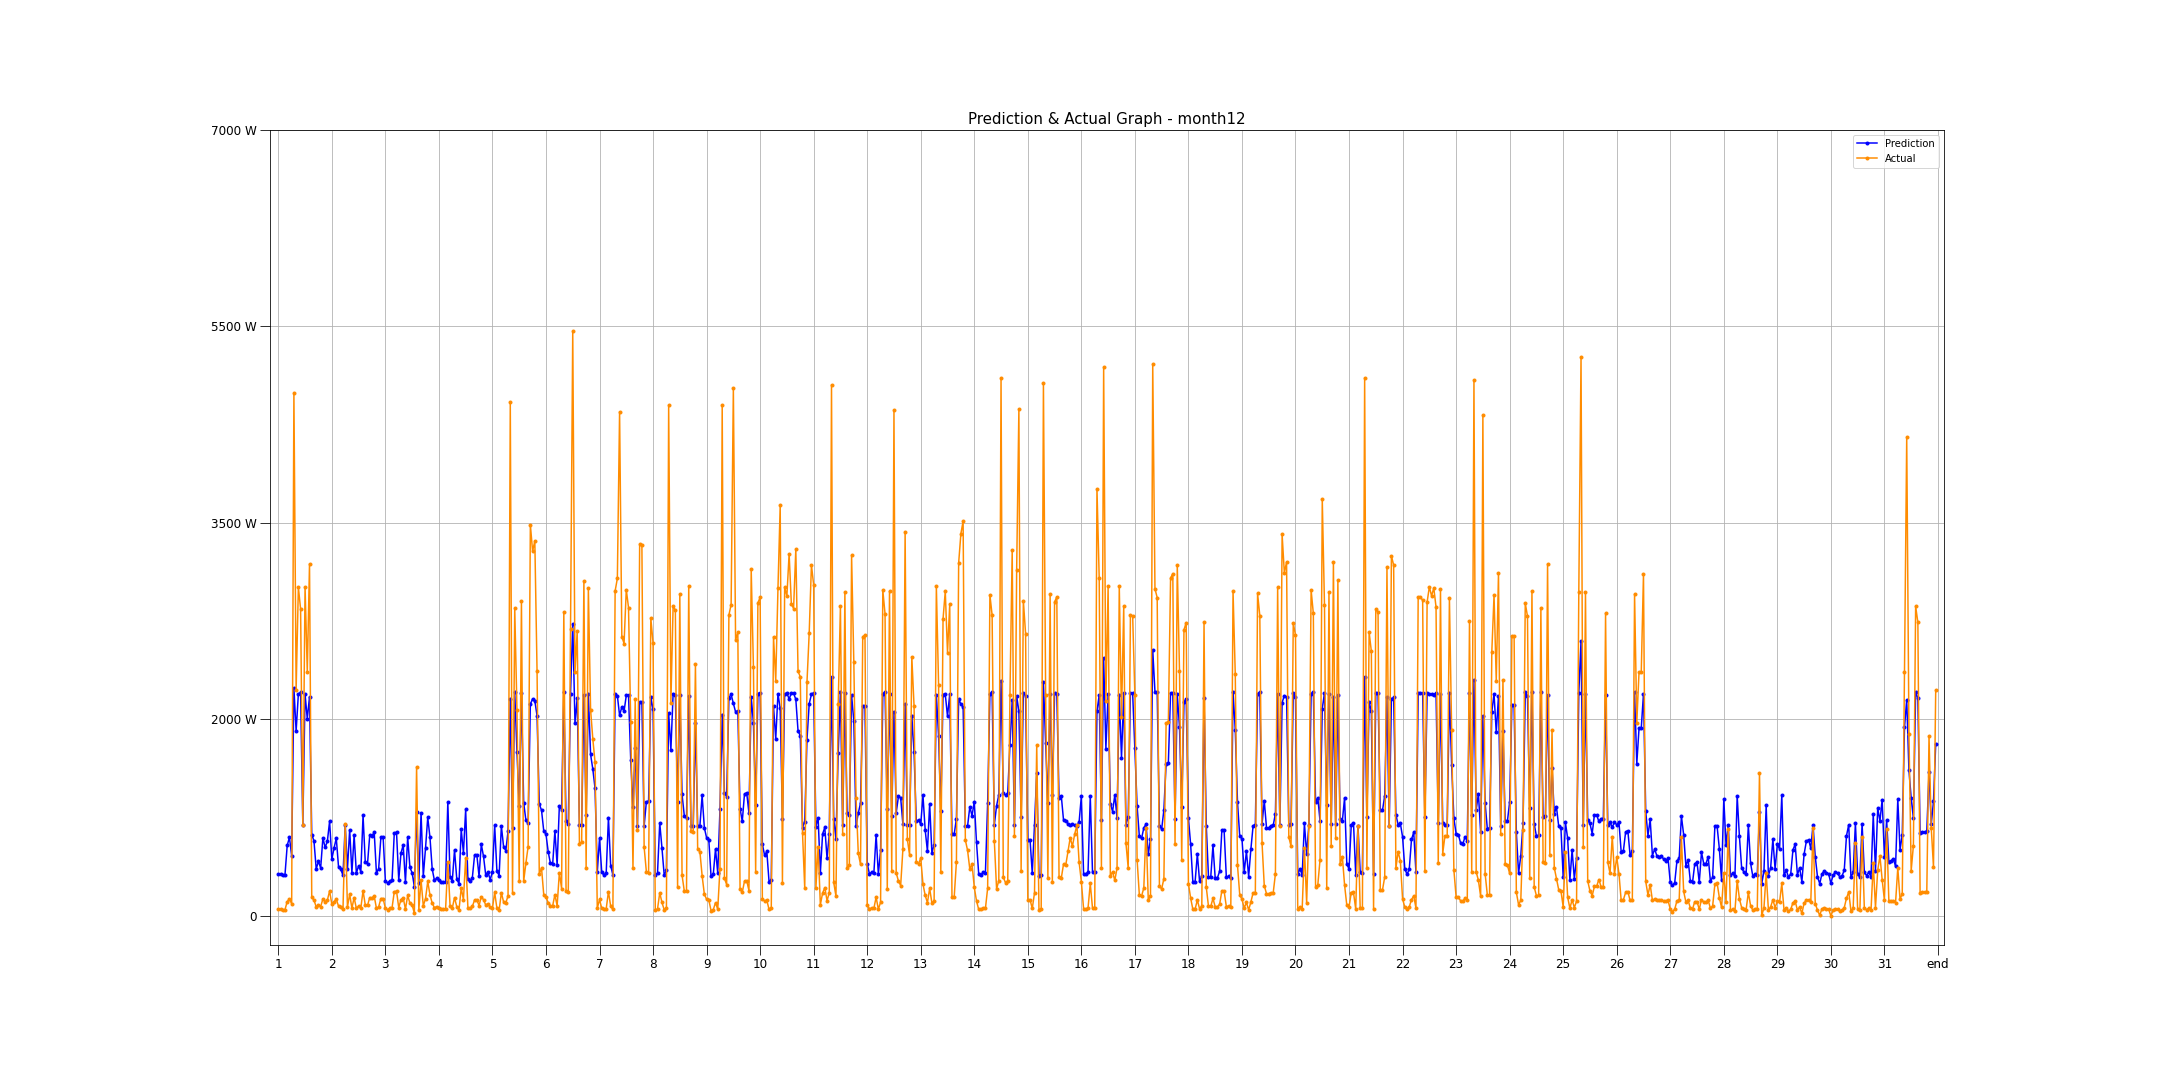 Prediction & Actual Graph - month12
7000 W
5500 W
3500 W
2000 W
0
Prediction
Actual
1 2 3 4 5 6 7 8 9 10 11 12 13 14 15 16 17 18 19 20 21 22 23 24 25 26 27 28 29 30 31 end